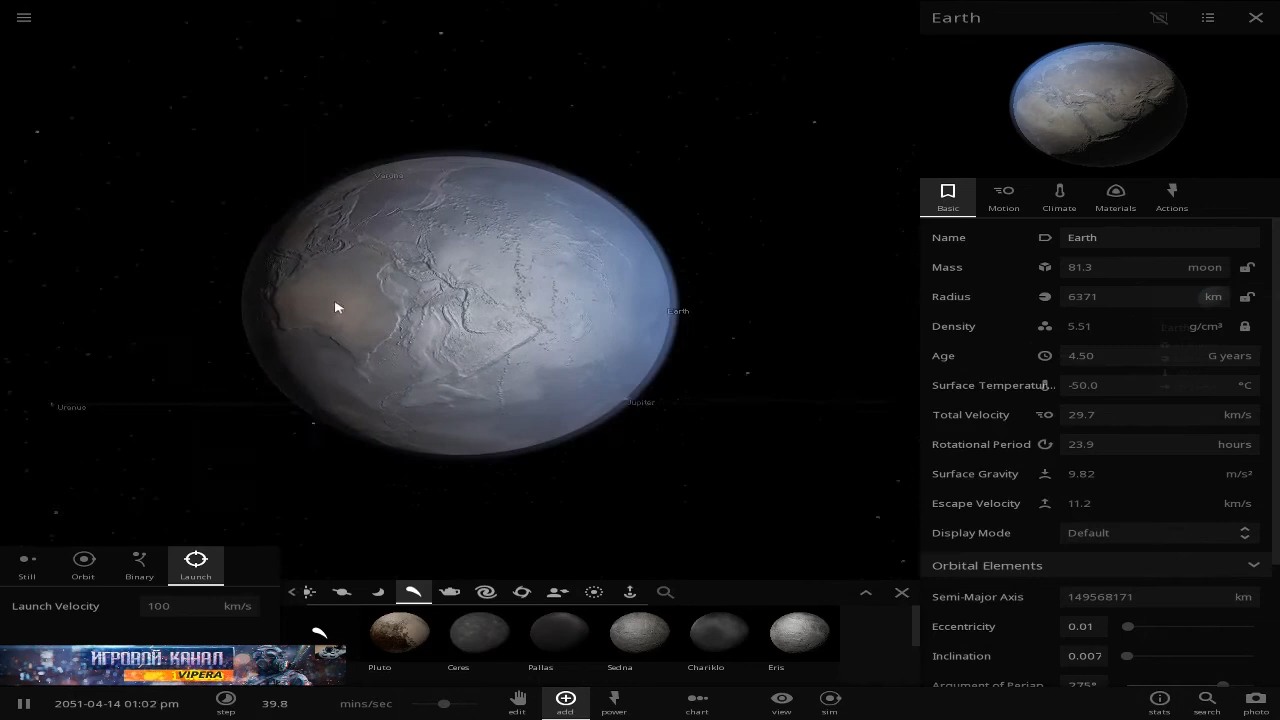 Earth
Varuna
Earth
Uranus
Jupiter
Basic
Motion
Climate
Materials
Actions
Name Earth
Mass 81.3 moon
Radius 6371 km
Density 5.51 g/cm³
Age 4.50 G years
Surface Temperatur... -50.0 °C
Total Velocity 29.7 km/s
Rotational Period 23.9 hours
Surface Gravity 9.82 m/s²
Escape Velocity 11.2 km/s
Display Mode Default
Orbital Elements
Semi-Major Axis 149568171 km
Eccentricity 0.01
Inclination 0.007
Argument of Perian 275°
Still
Orbit
Binary
Launch
Launch Velocity 100 km/s
Pluto
Ceres
Pallas
Sedna
Chariklo
Eris
ИГРОВОЙ КАНАЛ
VIPERA
2051-04-14 01:02 pm
step
39.8 mins/sec
edit
add
power
chart
view
sim
stats
search
photo